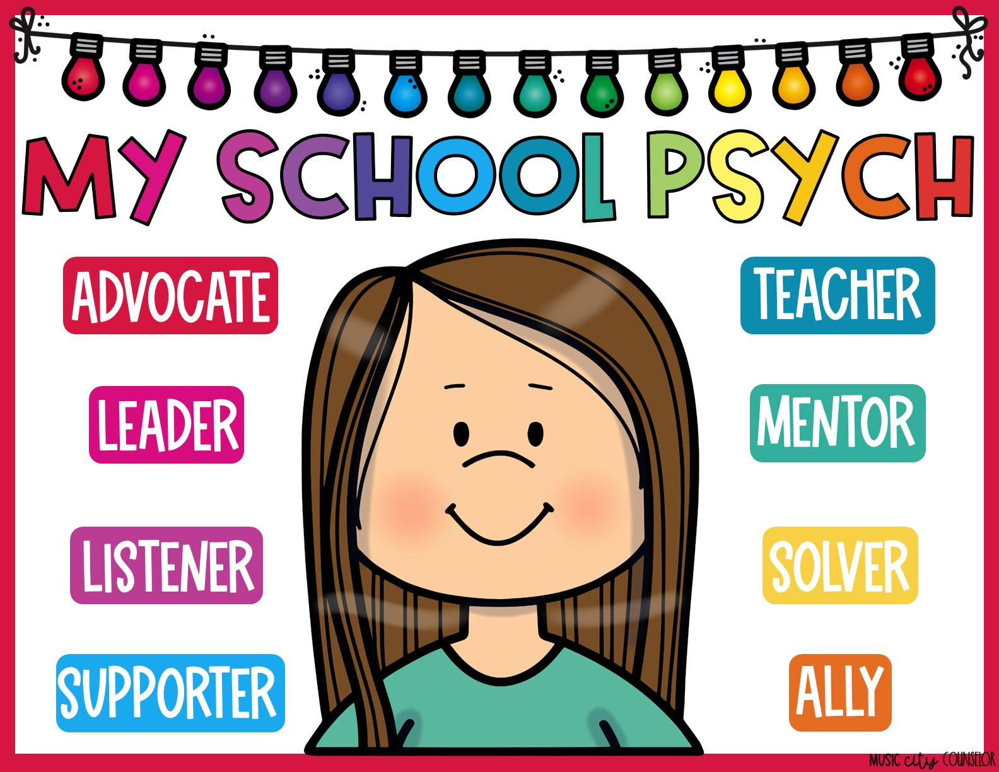 MY SCHOOL PSYCH
ADVOCATE
LEADER
LISTENER
SUPPORTER
TEACHER
MENTOR
SOLVER
ALLY
MUSIC city COUNSELOR